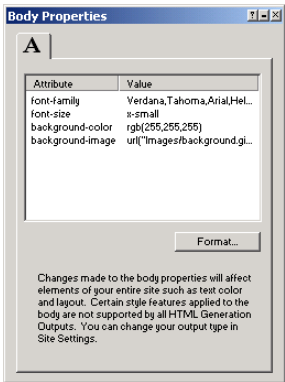 Body Properties
A
Attribute Value
font-family Verdana,Tahoma,Arial,Hel...
font-size x-small
background-color rgb(255,255,255)
background-image url("Images/background.gi...
Format...
Changes made to the body properties will affect
elements of your entire site such as text color
and layout. Certain style features applied to the
body are not supported by all HTML Generation
Outputs. You can change your output type in
Site Settings.